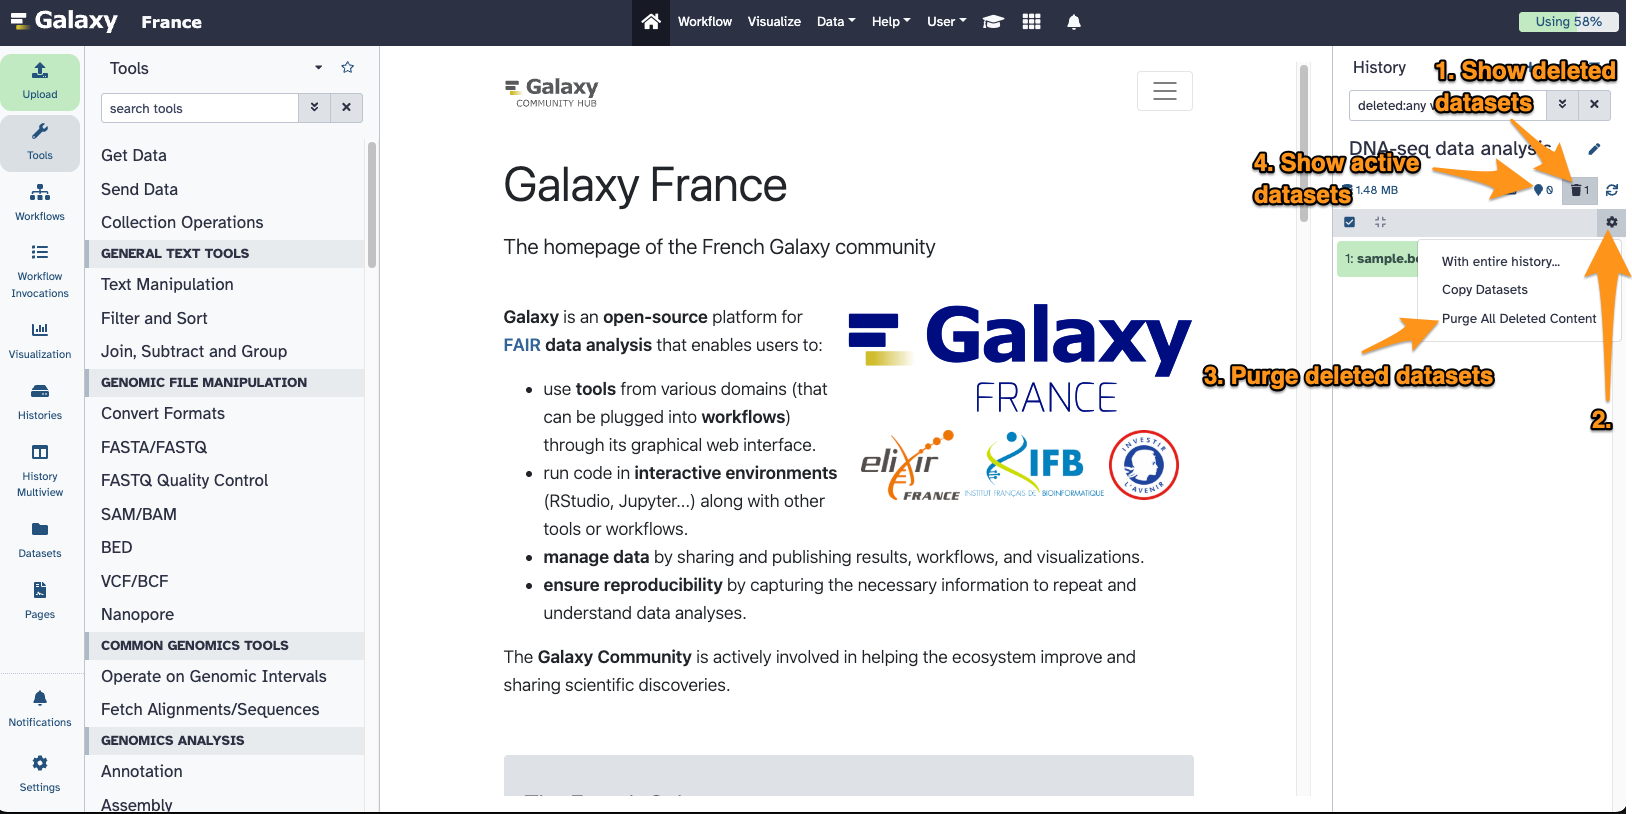 Galaxy France
Workflow Visualize Data Help User
Using 58%
Upload
Tools
Workflows
Workflow
Invocations
Visualization
Histories
History
Multiview
Datasets
Pages
Notifications
Settings
Tools
search tools
Get Data
Send Data
Collection Operations
GENERAL TEXT TOOLS
Text Manipulation
Filter and Sort
Join, Subtract and Group
GENOMIC FILE MANIPULATION
Convert Formats
FASTA/FASTQ
FASTQ Quality Control
SAM/BAM
BED
VCF/BCF
Nanopore
COMMON GENOMICS TOOLS
Operate on Genomic Intervals
Fetch Alignments/Sequences
GENOMICS ANALYSIS
Annotation
Assembly
Galaxy
COMMUNITY HUB
Galaxy France
The homepage of the French Galaxy community
Galaxy is an open-source platform for
FAIR data analysis that enables users to:
• use tools from various domains (that
can be plugged into workflows)
through its graphical web interface.
• run code in interactive environments
(RStudio, Jupyter...) along with other
tools or workflows.
• manage data by sharing and publishing results, workflows, and visualizations.
• ensure reproducibility by capturing the necessary information to repeat and
understand data analyses.
Galaxy
FRANCE
elixir
FRANCE
IFB
INSTITUT FRANÇAIS DE BIOINFORMATIQUE
INVESTIR
L'AVENIR
The Galaxy Community is actively involved in helping the ecosystem improve and
sharing scientific discoveries.
History
1. Show deleted
datasets
deleted:any
DNA-seq data analysis
4. Show active
datasets
1.48 MB
0
1
1: sample.b
With entire history...
Copy Datasets
Purge All Deleted Content
3. Purge deleted datasets
2.